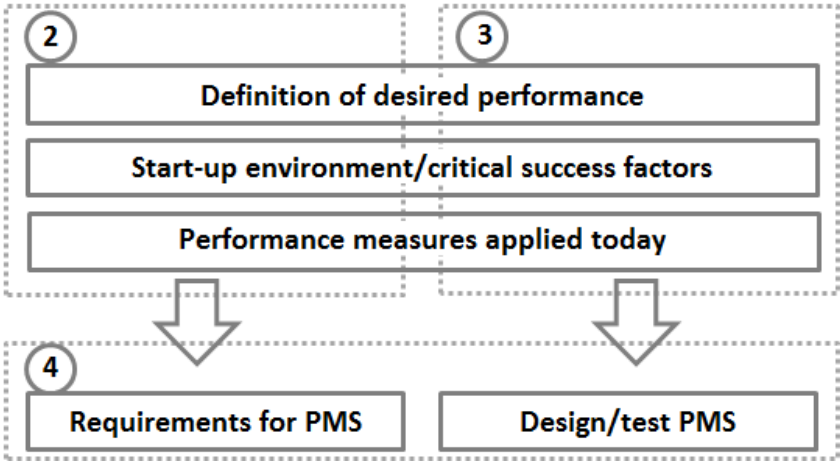 2
3
Definition of desired performance
Start-up environment/critical success factors
Performance measures applied today
4
Requirements for PMS
Design/test PMS